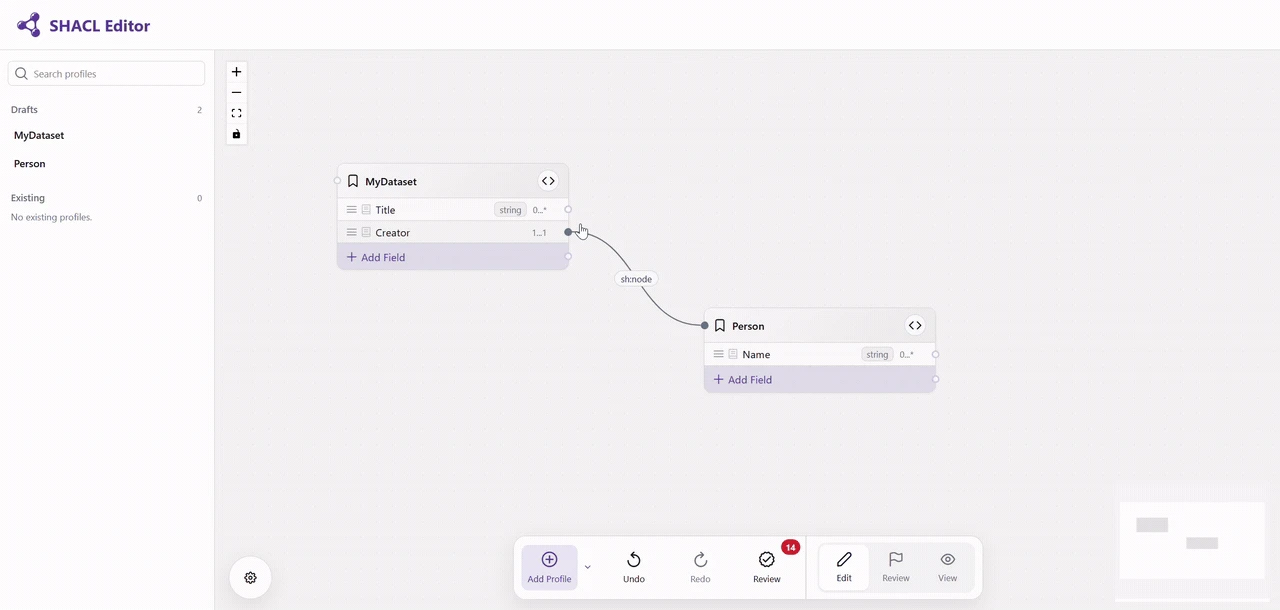 SHACL Editor
Search profiles
Drafts 2
MyDataset
Person
Existing 0
No existing profiles.
MyDataset
Title string 0...*
Creator 1...1
Add Field
sh:node
Person
Name string 0...*
Add Field
Add Profile
Undo
Redo
Review
14
Edit
Review
View